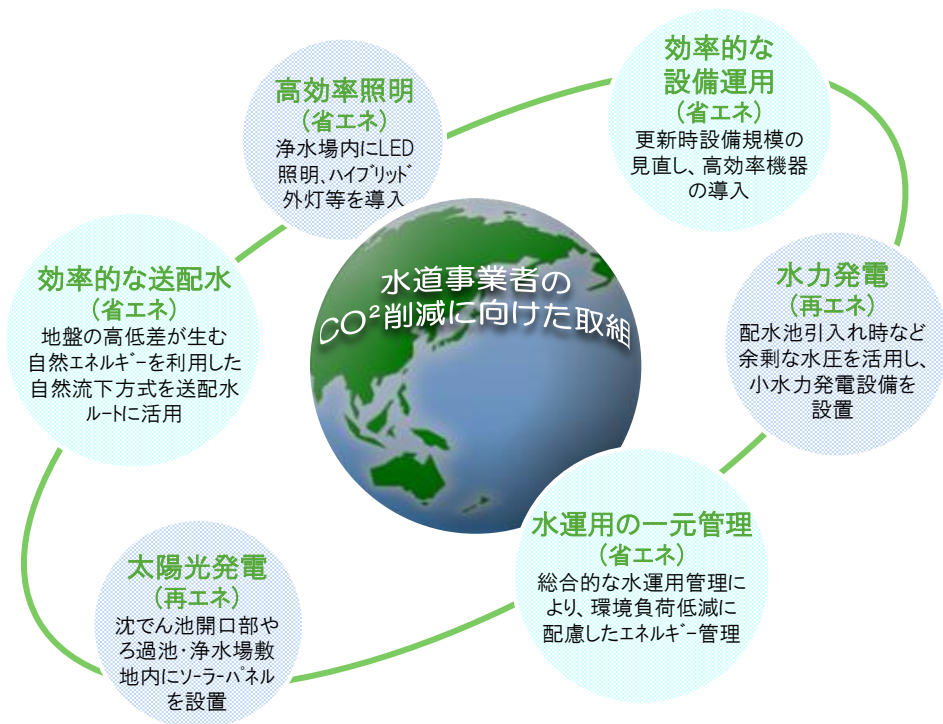 水道事業者の
CO²削減に向けた取組
高効率照明
(省エネ)
浄水場内にLED
照明、ハイブリッド
外灯等を導入
効率的な
設備運用
(省エネ)
更新時設備規模の
見直し、高効率機器
の導入
効率的な送配水
(省エネ)
地盤の高低差が生む
自然エネルギーを利用した
自然流下方式を送配水
ルートに活用
水力発電
(再エネ)
配水池引入れ時など
余剰な水圧を活用し、
小水力発電設備を
設置
太陽光発電
(再エネ)
沈でん池開口部や
ろ過池・浄水場敷
地内にソーラーパネル
を設置
水運用の一元管理
(省エネ)
総合的な水運用管理に
より、環境負荷低減に
配慮したエネルギー管理